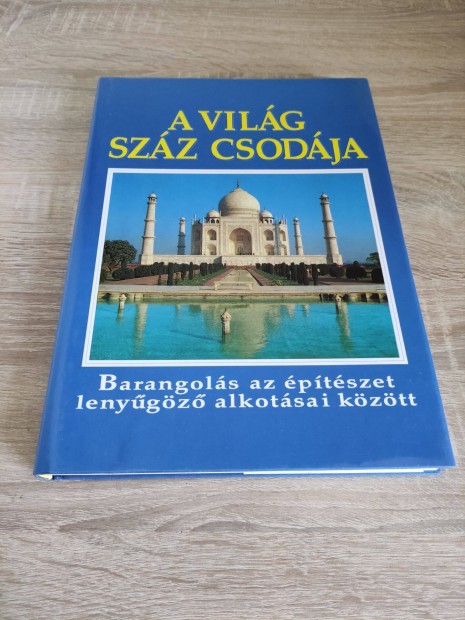 A VILÁG
SZÁZ CSODÁJA
Barangolás az építészet
lenyűgöző alkotásai között